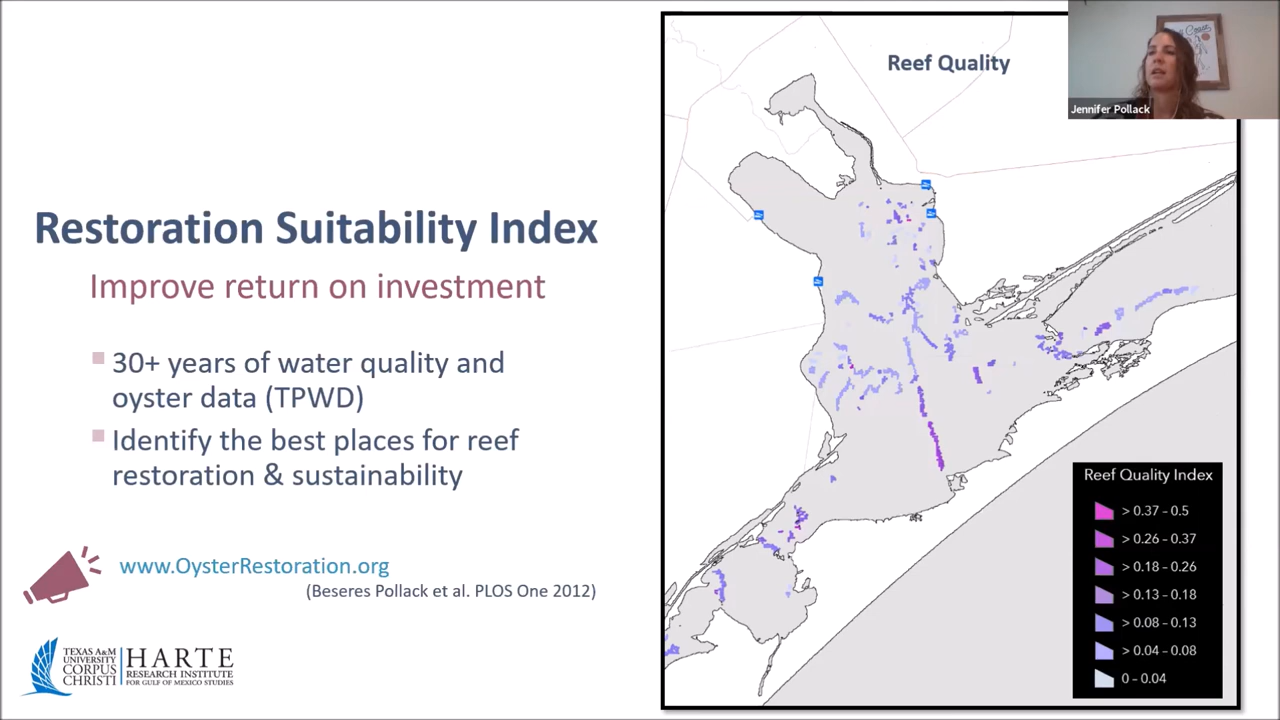 Restoration Suitability Index
Improve return on investment
30+ years of water quality and
oyster data (TPWD)
Identify the best places for reef
restoration & sustainability
www.OysterRestoration.org
(Beseres Pollack et al. PLOS One 2012)
TEXAS A&M
UNIVERSITY
CORPUS
CHRISTI
HARTE
RESEARCH INSTITUTE
FOR GULF OF MEXICO STUDIES
Reef Quality
Jennifer Pollack
Reef Quality Index
> 0.37 – 0.5
> 0.26 – 0.37
> 0.18 – 0.26
> 0.13 – 0.18
> 0.08 – 0.13
> 0.04 – 0.08
0 – 0.04